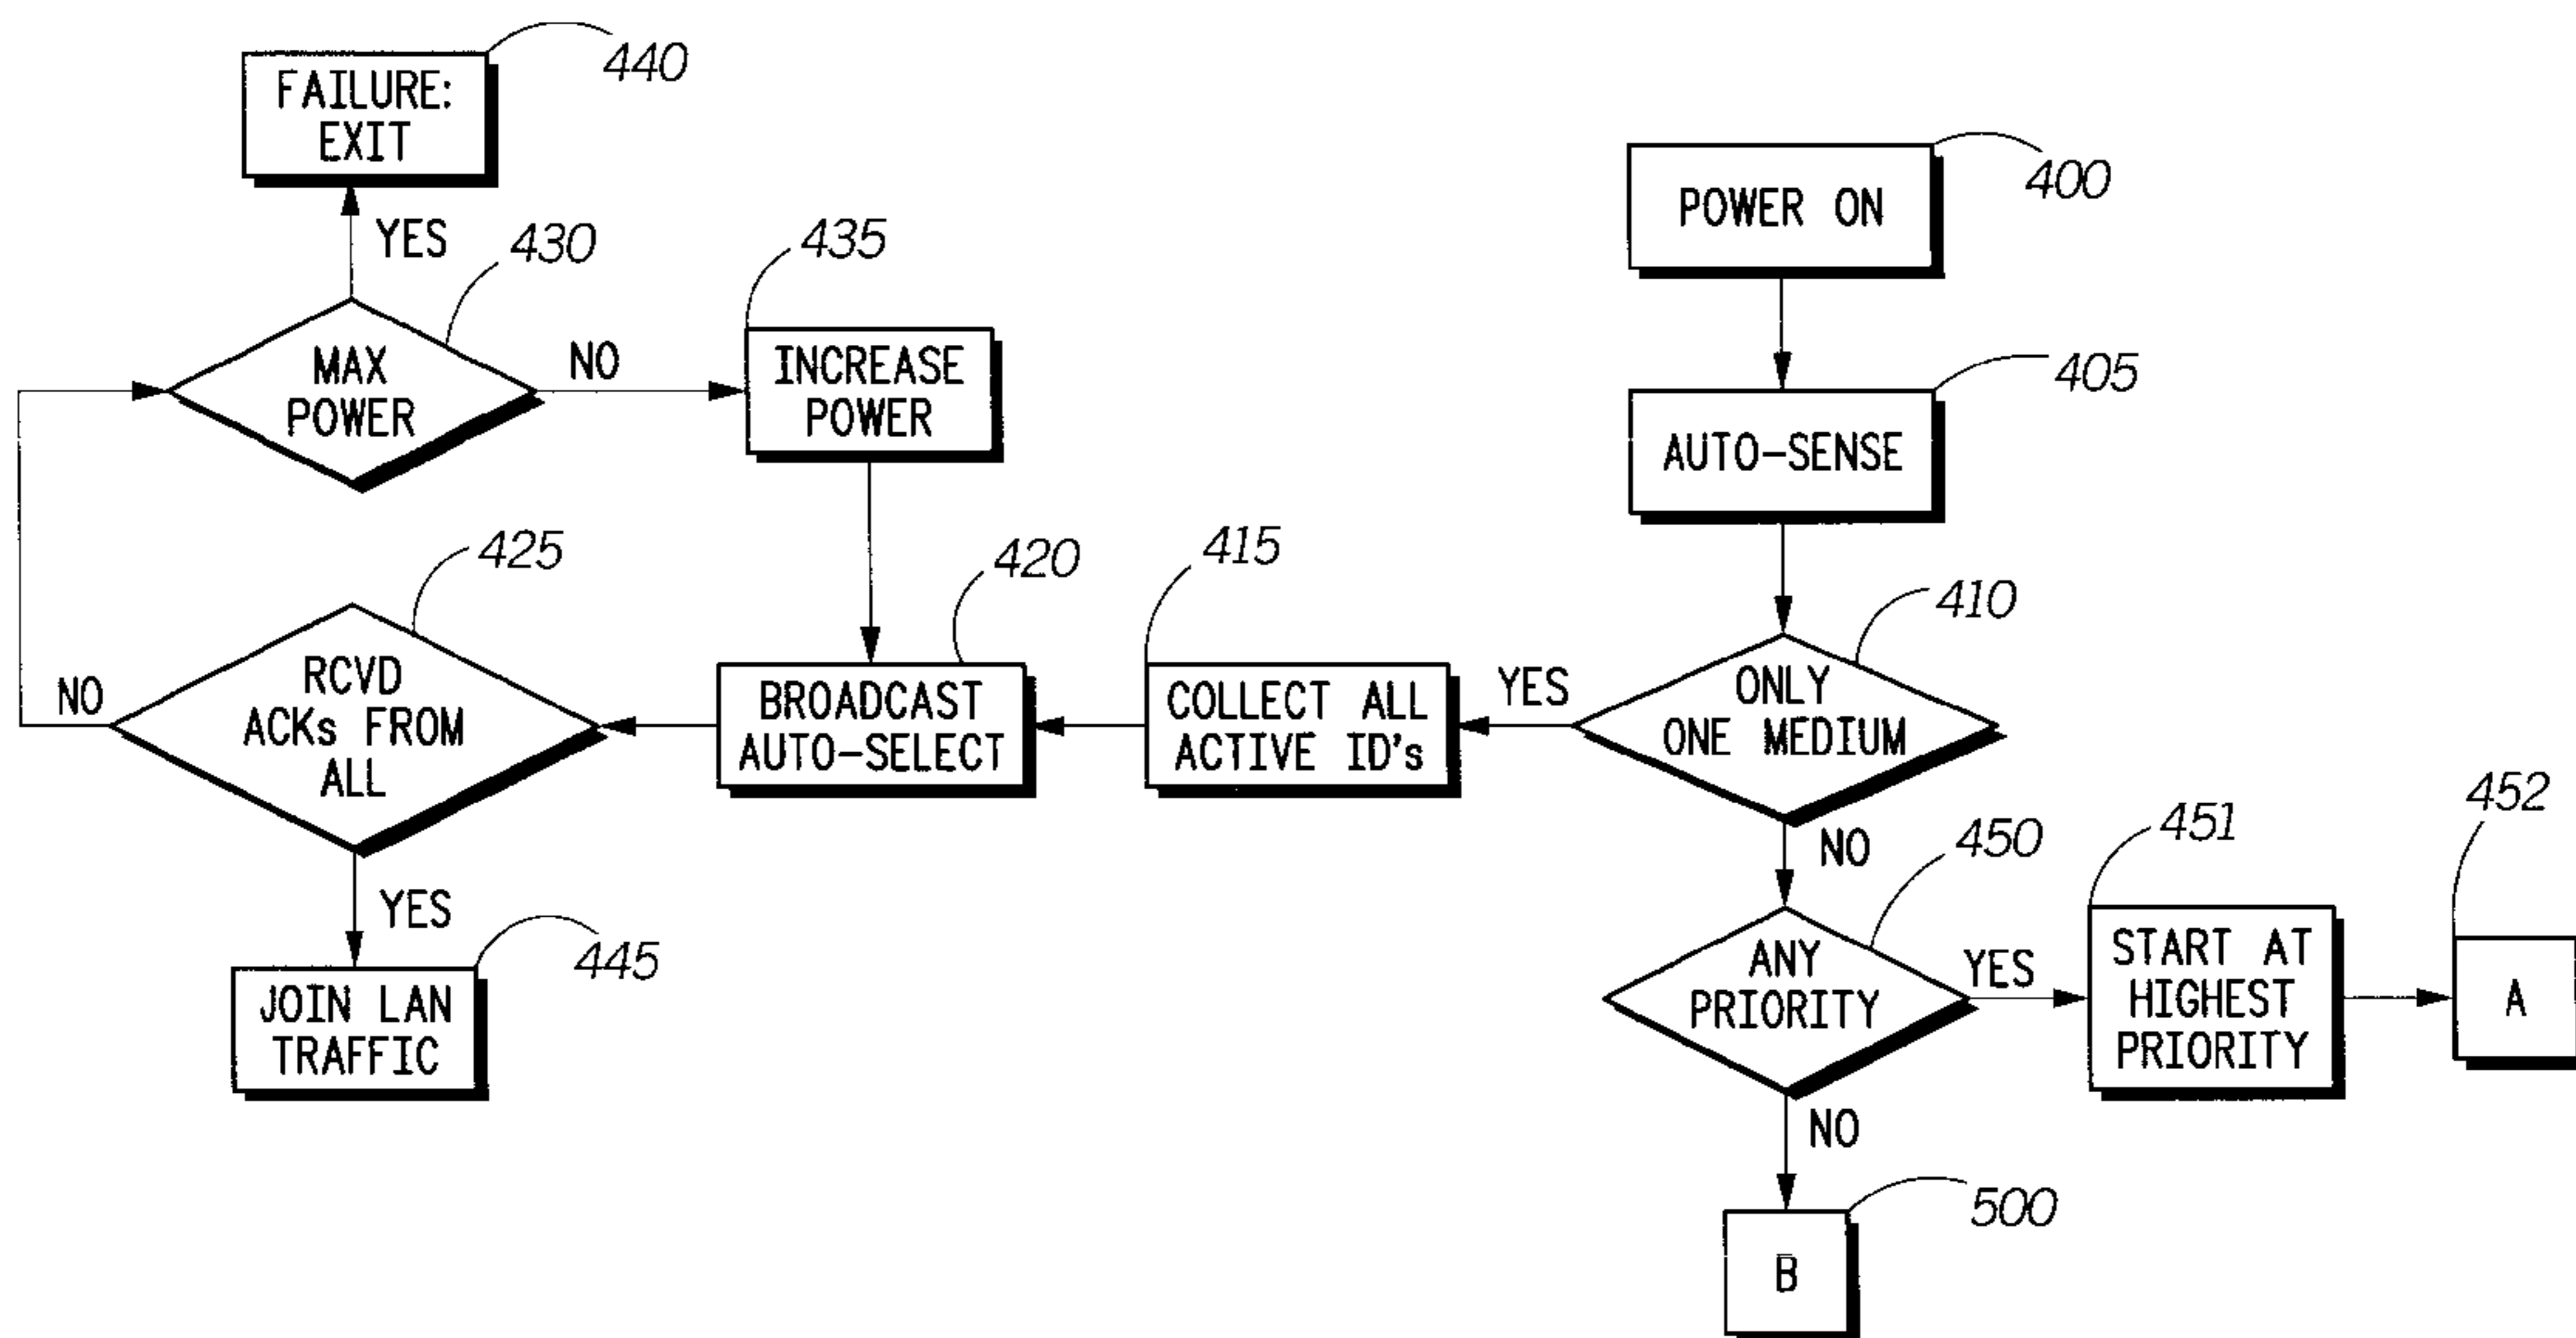 440
FAILURE:
EXIT
YES
430
MAX
POWER
NO
435
INCREASE
POWER
425
RCVD
ACKs FROM
ALL
NO
YES
445
JOIN LAN
TRAFFIC
420
BROADCAST
AUTO-SELECT
415
COLLECT ALL
ACTIVE ID's
YES
400
POWER ON
405
AUTO-SENSE
410
ONLY
ONE MEDIUM
NO
450
ANY
PRIORITY
YES
451
START AT
HIGHEST
PRIORITY
452
A
NO
500
B